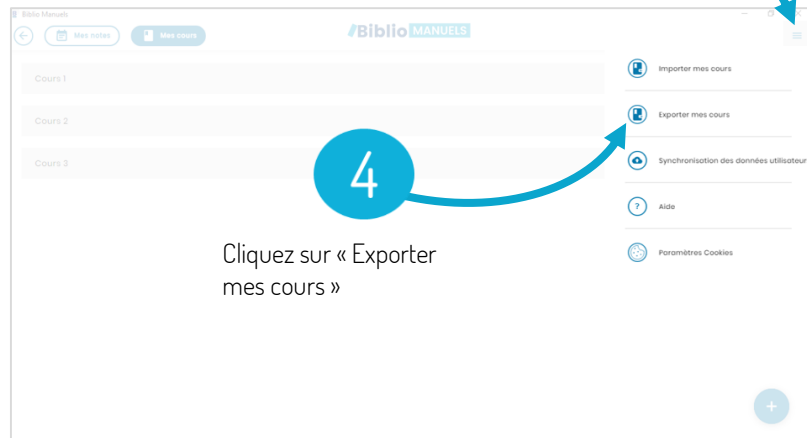 Biblio Manuels
Mes notes
Mes cours
/Biblio MANUELS
Importer mes cours
Cours 1
Exporter mes cours
Cours 2
Synchronisation des données utilisateur
Cours 3
4
Aide
Cliquez sur « Exporter
mes cours »
Paramètres Cookies